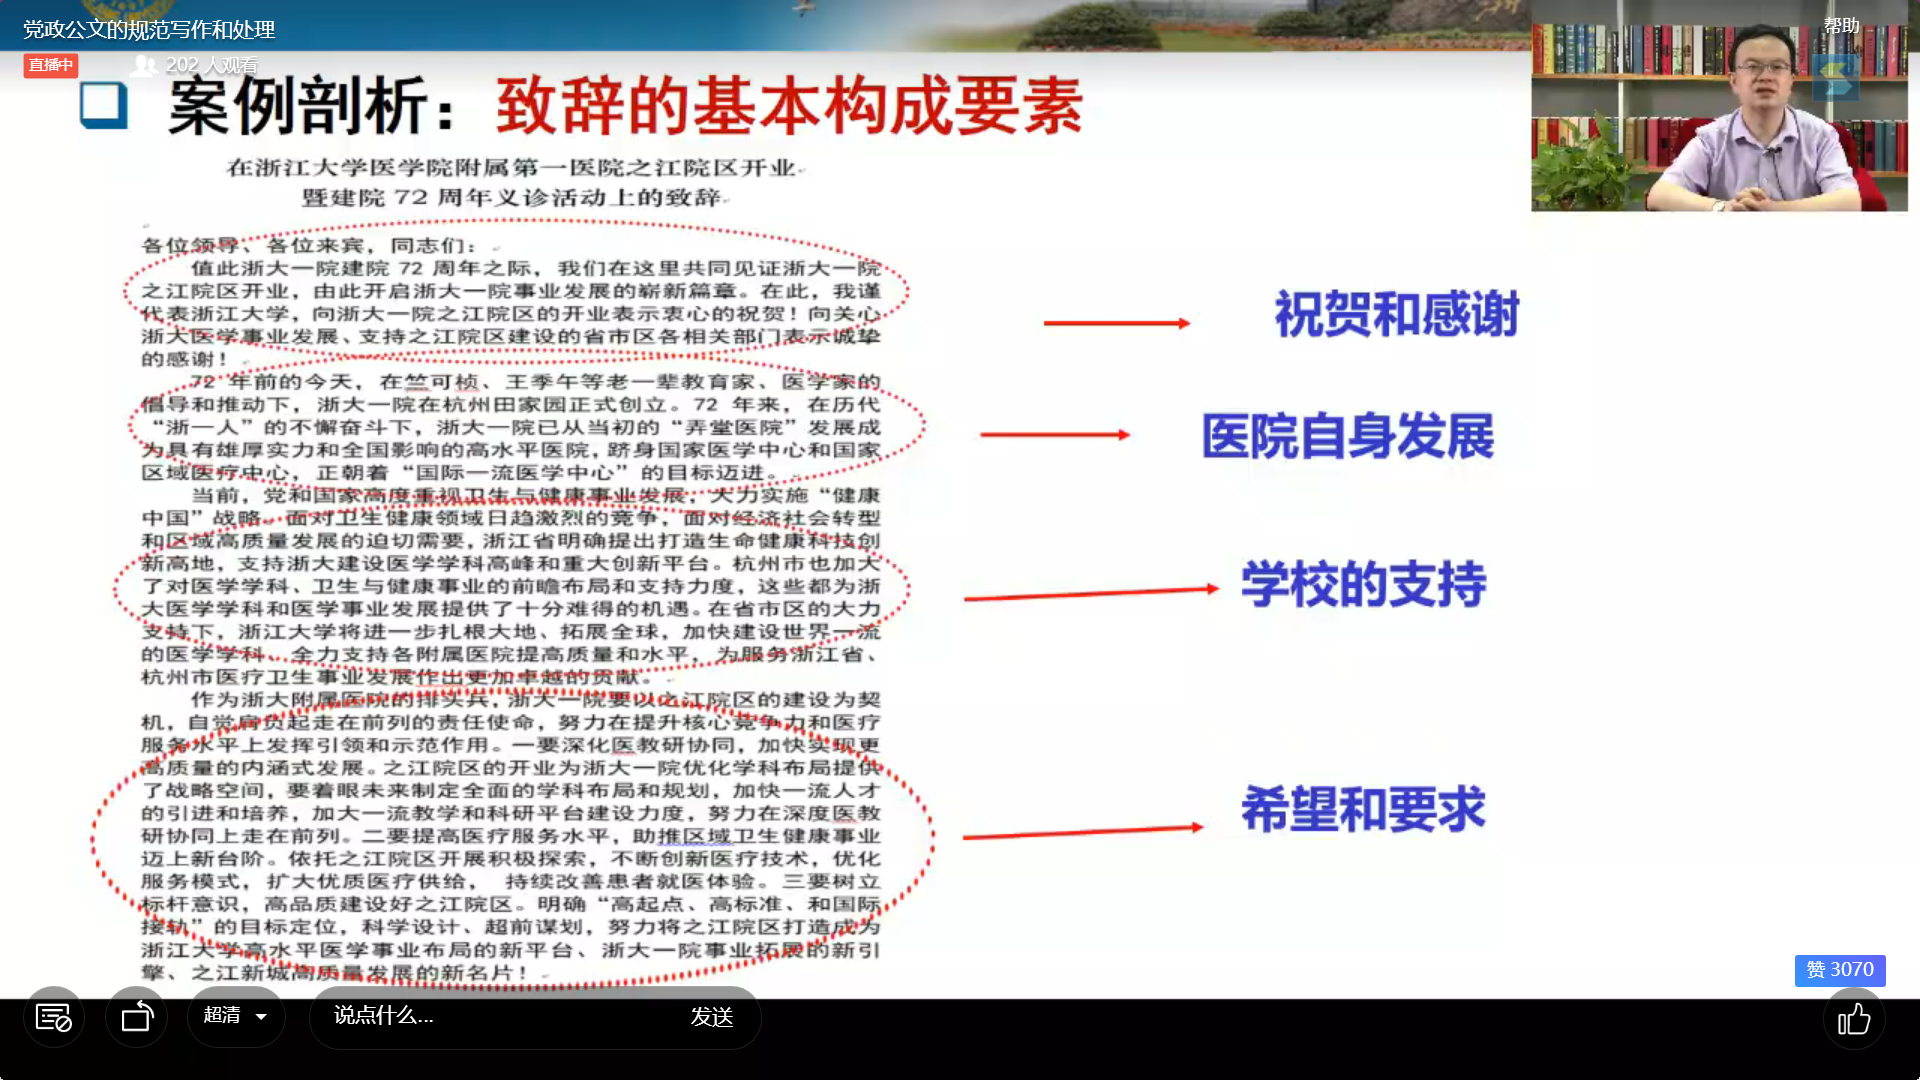 党政公文的规范写作和处理
直播中
202 人观看
帮助
案例剖析：致辞的基本构成要素
在浙江大学医学院附属第一医院之江院区开业
暨建院 72 周年义诊活动上的致辞
各位领导、各位来宾，同志们：
值此浙大一院建院 72 周年之际，我们在这里共同见证浙大一院
之江院区开业，由此开启浙大一院事业发展的崭新篇章。在此，我谨
代表浙江大学，向浙大一院之江院区的开业表示衷心的祝贺！向关心
浙大医学事业发展、支持之江院区建设的省市区各相关部门表示诚挚
的感谢！
72 年前的今天，在竺可桢、王季午等老一辈教育家、医学家的
倡导和推动下，浙大一院在杭州田家园正式创立。72 年来，在历代
“浙一人”的不懈奋斗下，浙大一院已从当初的“弄堂医院”发展成
为具有雄厚实力和全国影响的高水平医院，跻身国家医学中心和国家
区域医疗中心，正朝着“国际一流医学中心”的目标迈进。
当前，党和国家高度重视卫生与健康事业发展，大力实施“健康
中国”战略。面对卫生健康领域日趋激烈的竞争，面对经济社会转型
和区域高质量发展的迫切需要，浙江省明确提出打造生命健康科技创
新高地，支持浙大建设医学学科高峰和重大创新平台。杭州市也加大
了对医学学科、卫生与健康事业的前瞻布局和支持力度，这些都为浙
大医学学科和医学事业发展提供了十分难得的机遇。在省市区的大力
支持下，浙江大学将进一步扎根大地、拓展全球，加快建设世界一流
的医学学科，全力支持各附属医院提高质量和水平，为服务浙江省、
杭州市医疗卫生事业发展作出更加卓越的贡献。
作为浙大附属医院的排头兵，浙大一院要以之江院区的建设为契
机，自觉肩负起走在前列的责任使命，努力在提升核心竞争力和医疗
服务水平上发挥引领和示范作用。一要深化医教研协同，加快实现更
高质量的内涵式发展。之江院区的开业为浙大一院优化学科布局提供
了战略空间，要着眼未来制定全面的学科布局和规划，加快一流人才
的引进和培养，加大一流教学和科研平台建设力度，努力在深度医教
研协同上走在前列。二要提高医疗服务水平，助推区域卫生健康事业
迈上新台阶。依托之江院区开展积极探索，不断创新医疗技术，优化
服务模式，扩大优质医疗供给， 持续改善患者就医体验。三要树立
标杆意识，高品质建设好之江院区。明确“高起点、高标准、和国际
接轨”的目标定位，科学设计、超前谋划，努力将之江院区打造成为
浙江大学高水平医学事业布局的新平台、浙大一院事业拓展的新引
擎、之江新城高质量发展的新名片！
祝贺和感谢
医院自身发展
学校的支持
希望和要求
赞 3070
超清
说点什么...
发送